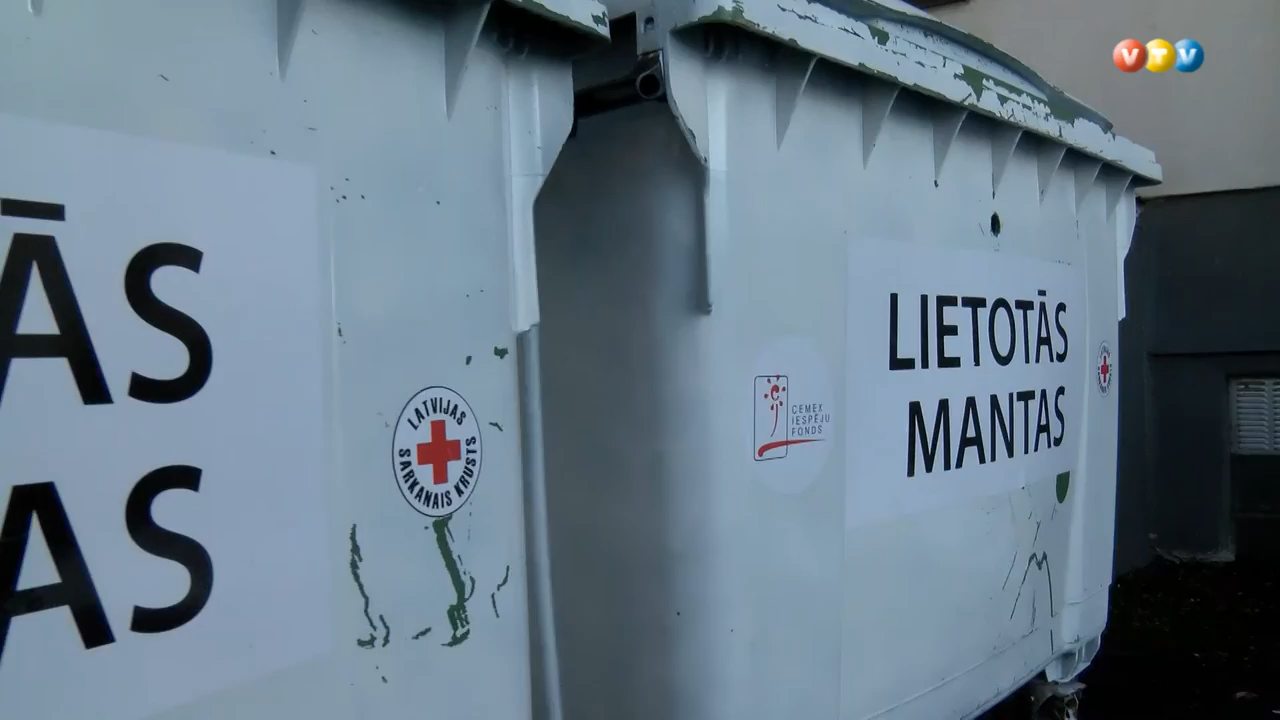 VTV
ĀS
AS
LATVIJAS
SARKANAIS KRUSTS
CEMEX
IESPĒJU
FONDS
LIETOTĀS
MANTAS